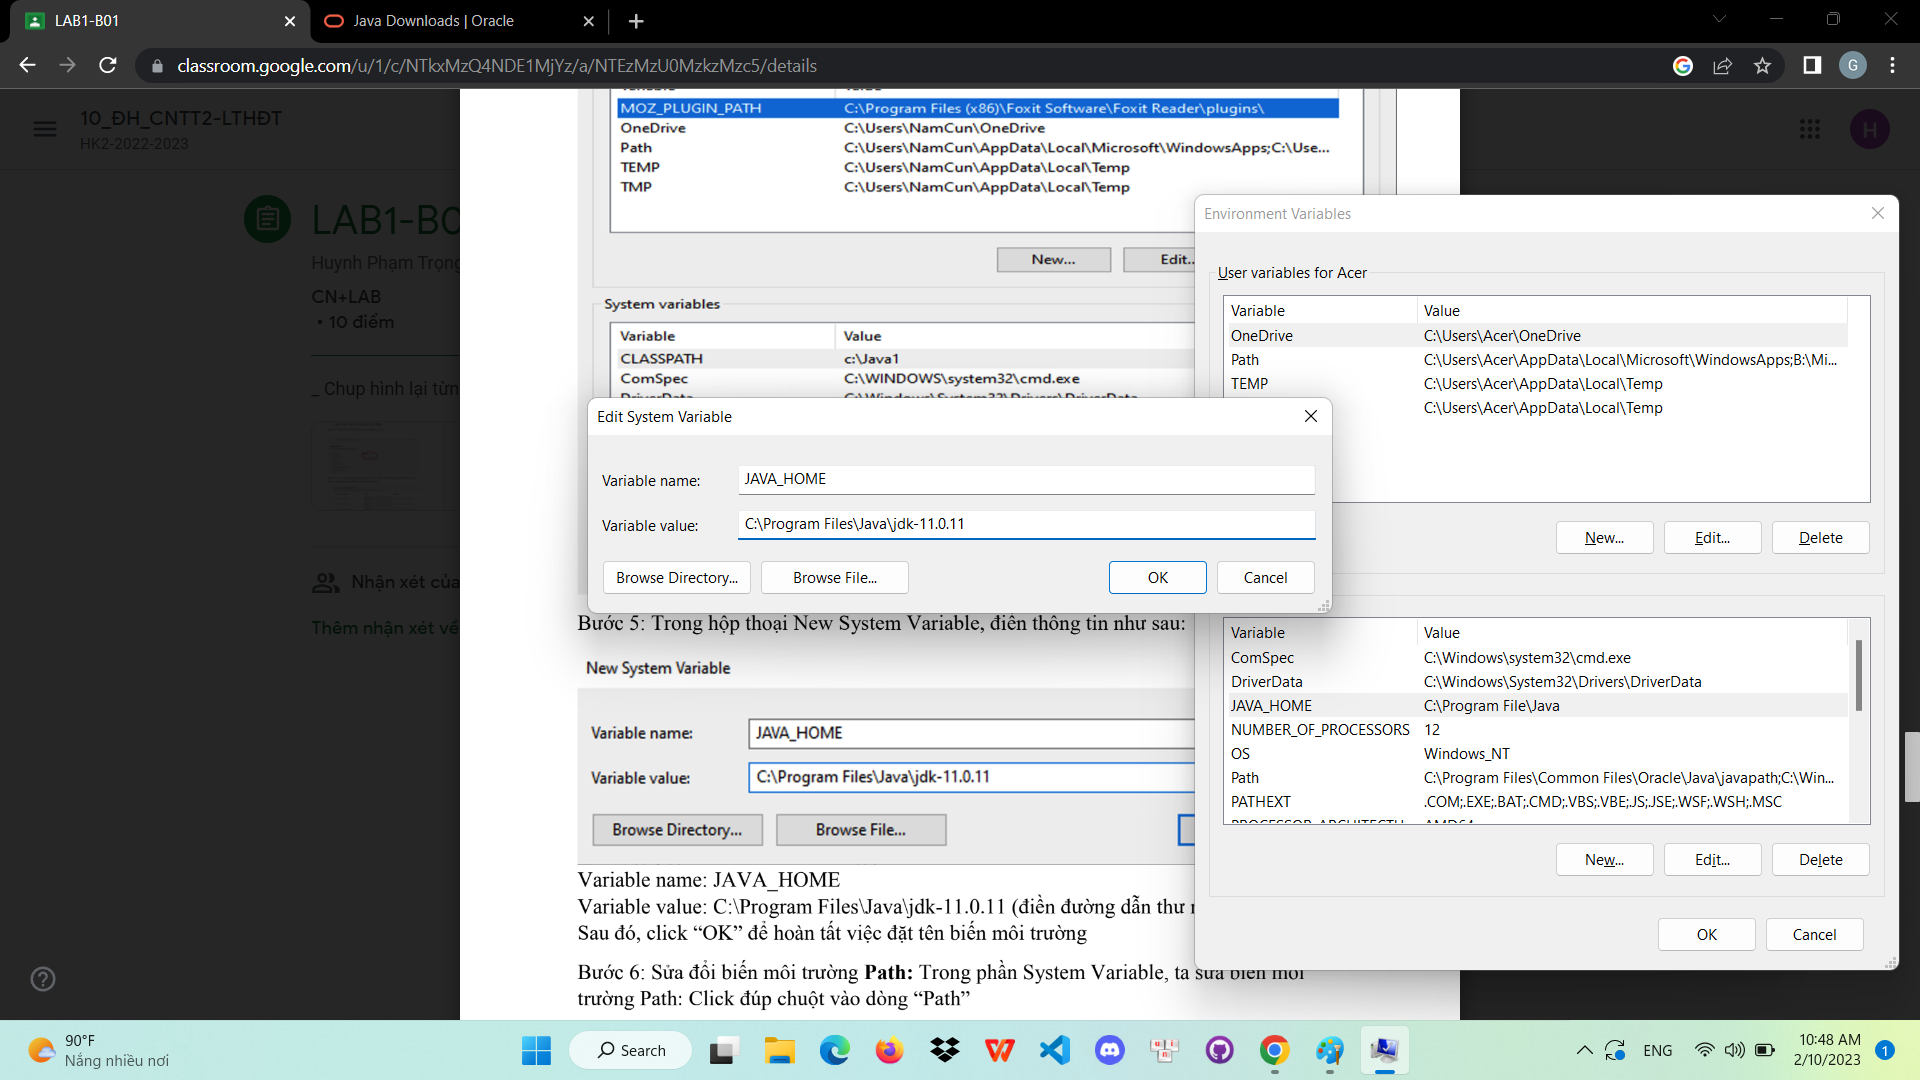 LAB1-B01
Java Downloads | Oracle
classroom.google.com/u/1/c/NTkxMzQ4NDE1MjYz/a/NTEzMzU0MzkzMzc5/details
G
10_ĐH_CNTT2-LTHĐT
HK2-2022-2023
H
LAB1-B0
Huynh Phạm Trọng
CN+LAB
• 10 điểm
_ Chụp hình lại từn
Nhận xét của
Thêm nhận xét về
MOZ_PLUGIN_PATH C:\Program Files (x86)\Foxit Software\Foxit Reader\plugins\
OneDrive C:\Users\NamCun\OneDrive
Path C:\Users\NamCun\AppData\Local\Microsoft\WindowsApps;C:\Use...
TEMP C:\Users\NamCun\AppData\Local\Temp
TMP C:\Users\NamCun\AppData\Local\Temp
New... Edit..
System variables
Variable Value
CLASSPATH c:\Java1
ComSpec C:\WINDOWS\system32\cmd.exe
DriverData C:\Windows\System32\Drivers\DriverData
Edit System Variable
Variable name: JAVA_HOME
Variable value: C:\Program Files\Java\jdk-11.0.11
Browse Directory... Browse File... OK Cancel
Bước 5: Trong hộp thoại New System Variable, điền thông tin như sau:
New System Variable
Variable name: JAVA_HOME
Variable value: C:\Program Files\Java\jdk-11.0.11
Browse Directory... Browse File...
Variable name: JAVA_HOME
Variable value: C:\Program Files\Java\jdk-11.0.11 (điền đường dẫn thư
Sau đó, click “OK” để hoàn tất việc đặt tên biến môi trường
Bước 6: Sửa đổi biến môi trường Path: Trong phần System Variable, ta sửa biến môi
trường Path: Click đúp chuột vào dòng “Path”
Environment Variables
User variables for Acer
Variable Value
OneDrive C:\Users\Acer\OneDrive
Path C:\Users\Acer\AppData\Local\Microsoft\WindowsApps;B:\Mi...
TEMP C:\Users\Acer\AppData\Local\Temp
C:\Users\Acer\AppData\Local\Temp
New... Edit... Delete
Variable Value
ComSpec C:\Windows\system32\cmd.exe
DriverData C:\Windows\System32\Drivers\DriverData
JAVA_HOME C:\Program File\Java
NUMBER_OF_PROCESSORS 12
OS Windows_NT
Path C:\Program Files\Common Files\Oracle\Java\javapath;C:\Win...
PATHEXT .COM;.EXE;.BAT;.CMD;.VBS;.VBE;.JS;.JSE;.WSF;.WSH;.MSC
New... Edit... Delete
OK Cancel
90°F
Nắng nhiều nơi
Search
ENG
10:48 AM
2/10/2023
1